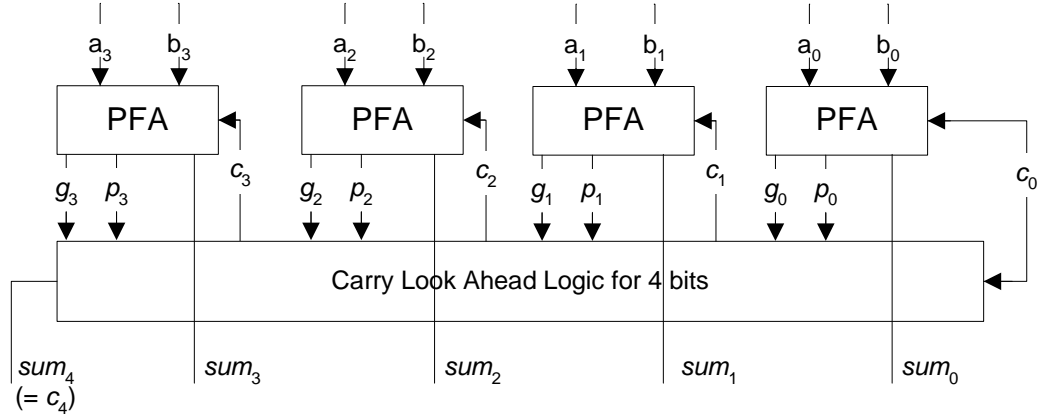 a₃ b₃ a₂ b₂ a₁ b₁ a₀ b₀
PFA PFA PFA PFA
c₃ c₂ c₁ c₀
g₃ p₃ g₂ p₂ g₁ p₁ g₀ p₀
Carry Look Ahead Logic for 4 bits
sum₄ sum₃ sum₂ sum₁ sum₀
(= c₄)